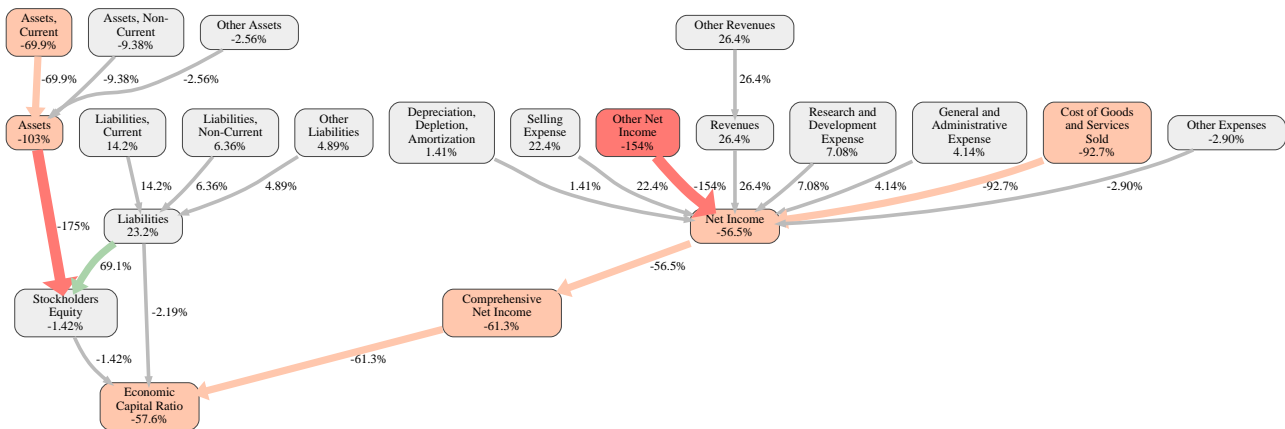 Assets,
Current
-69.9%
Assets, Non-
Current
-9.38%
Other Assets
-2.56%
Other Revenues
26.4%
-69.9%
-9.38%
-2.56%
26.4%
Assets
-103%
Liabilities,
Current
14.2%
Liabilities,
Non-Current
6.36%
Other
Liabilities
4.89%
Depreciation,
Depletion,
Amortization
1.41%
Selling
Expense
22.4%
Other Net
Income
-154%
Revenues
26.4%
Research and
Development
Expense
7.08%
General and
Administrative
Expense
4.14%
Cost of Goods
and Services
Sold
-92.7%
Other Expenses
-2.90%
14.2%
6.36%
4.89%
1.41%
22.4%
-154%
26.4%
7.08%
4.14%
-92.7%
-2.90%
-175%
Liabilities
23.2%
Net Income
-56.5%
69.1%
-56.5%
Stockholders
Equity
-1.42%
-2.19%
Comprehensive
Net Income
-61.3%
-1.42%
-61.3%
Economic
Capital Ratio
-57.6%